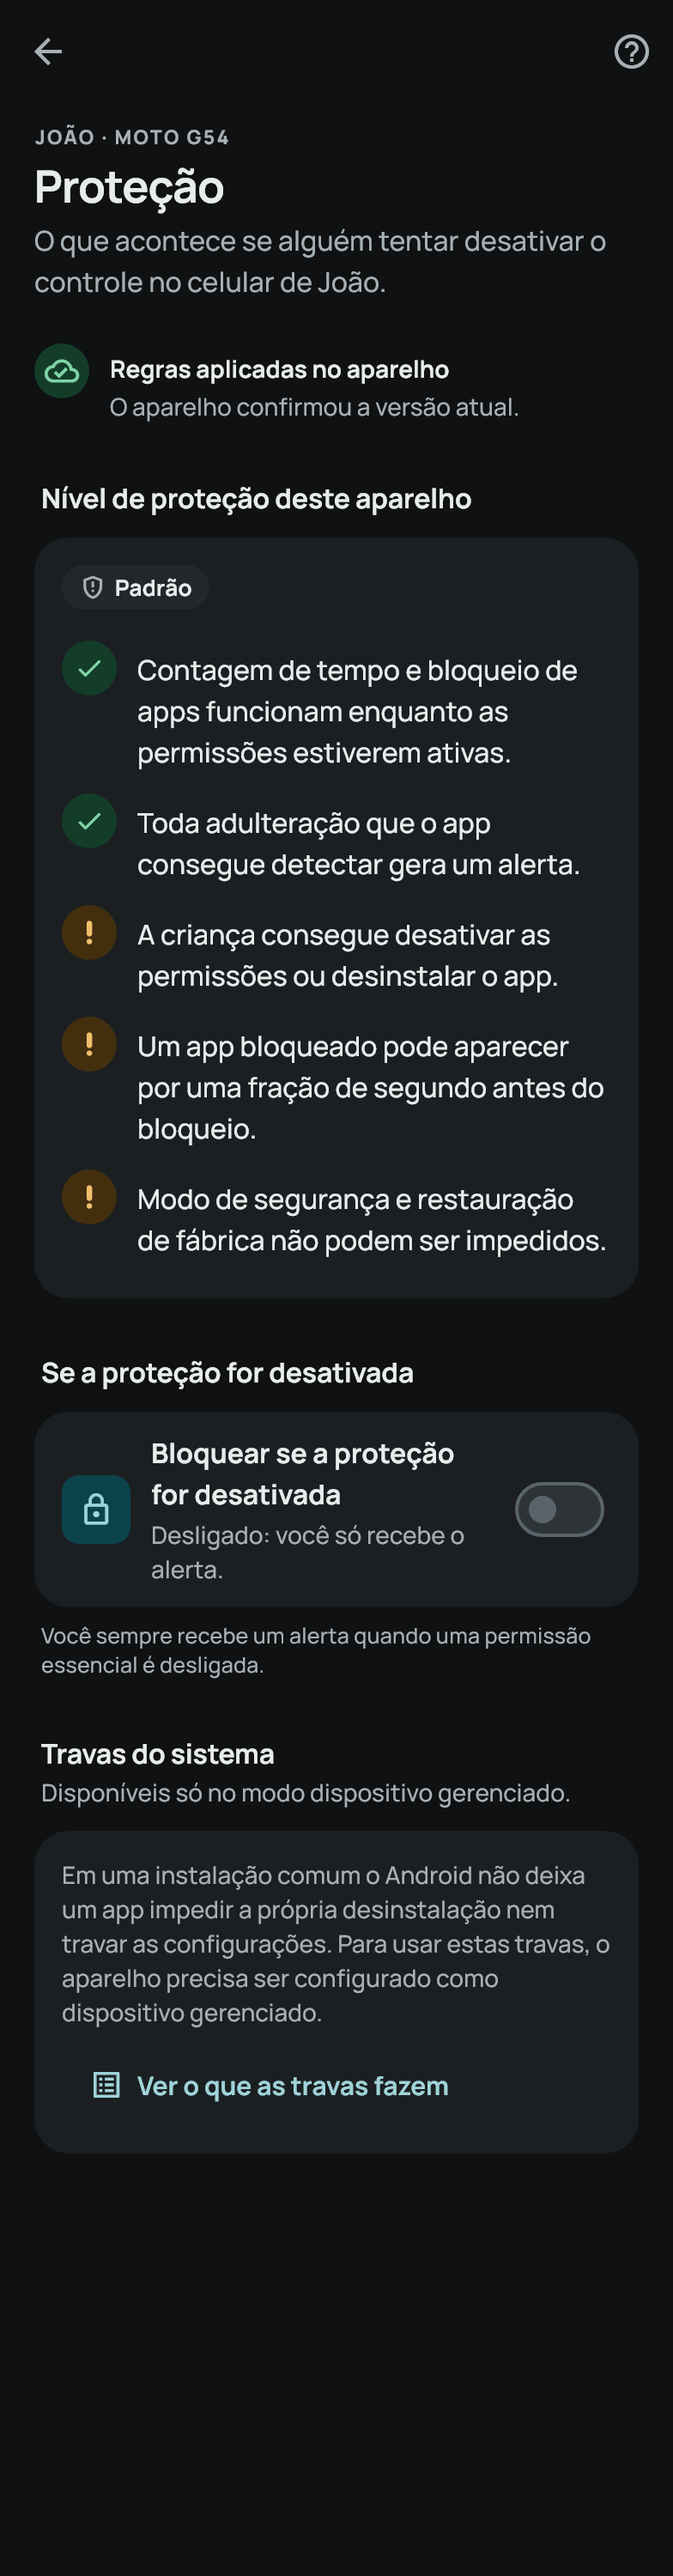 JOÃO · MOTO G54
Proteção
O que acontece se alguém tentar desativar o
controle no celular de João.
Regras aplicadas no aparelho
O aparelho confirmou a versão atual.
Nível de proteção deste aparelho
Padrão
Contagem de tempo e bloqueio de
apps funcionam enquanto as
permissões estiverem ativas.
Toda adulteração que o app
consegue detectar gera um alerta.
A criança consegue desativar as
permissões ou desinstalar o app.
Um app bloqueado pode aparecer
por uma fração de segundo antes do
bloqueio.
Modo de segurança e restauração
de fábrica não podem ser impedidos.
Se a proteção for desativada
Bloquear se a proteção
for desativada
Desligado: você só recebe o
alerta.
Você sempre recebe um alerta quando uma permissão
essencial é desligada.
Travas do sistema
Disponíveis só no modo dispositivo gerenciado.
Em uma instalação comum o Android não deixa
um app impedir a própria desinstalação nem
travar as configurações. Para usar estas travas, o
aparelho precisa ser configurado como
dispositivo gerenciado.
Ver o que as travas fazem